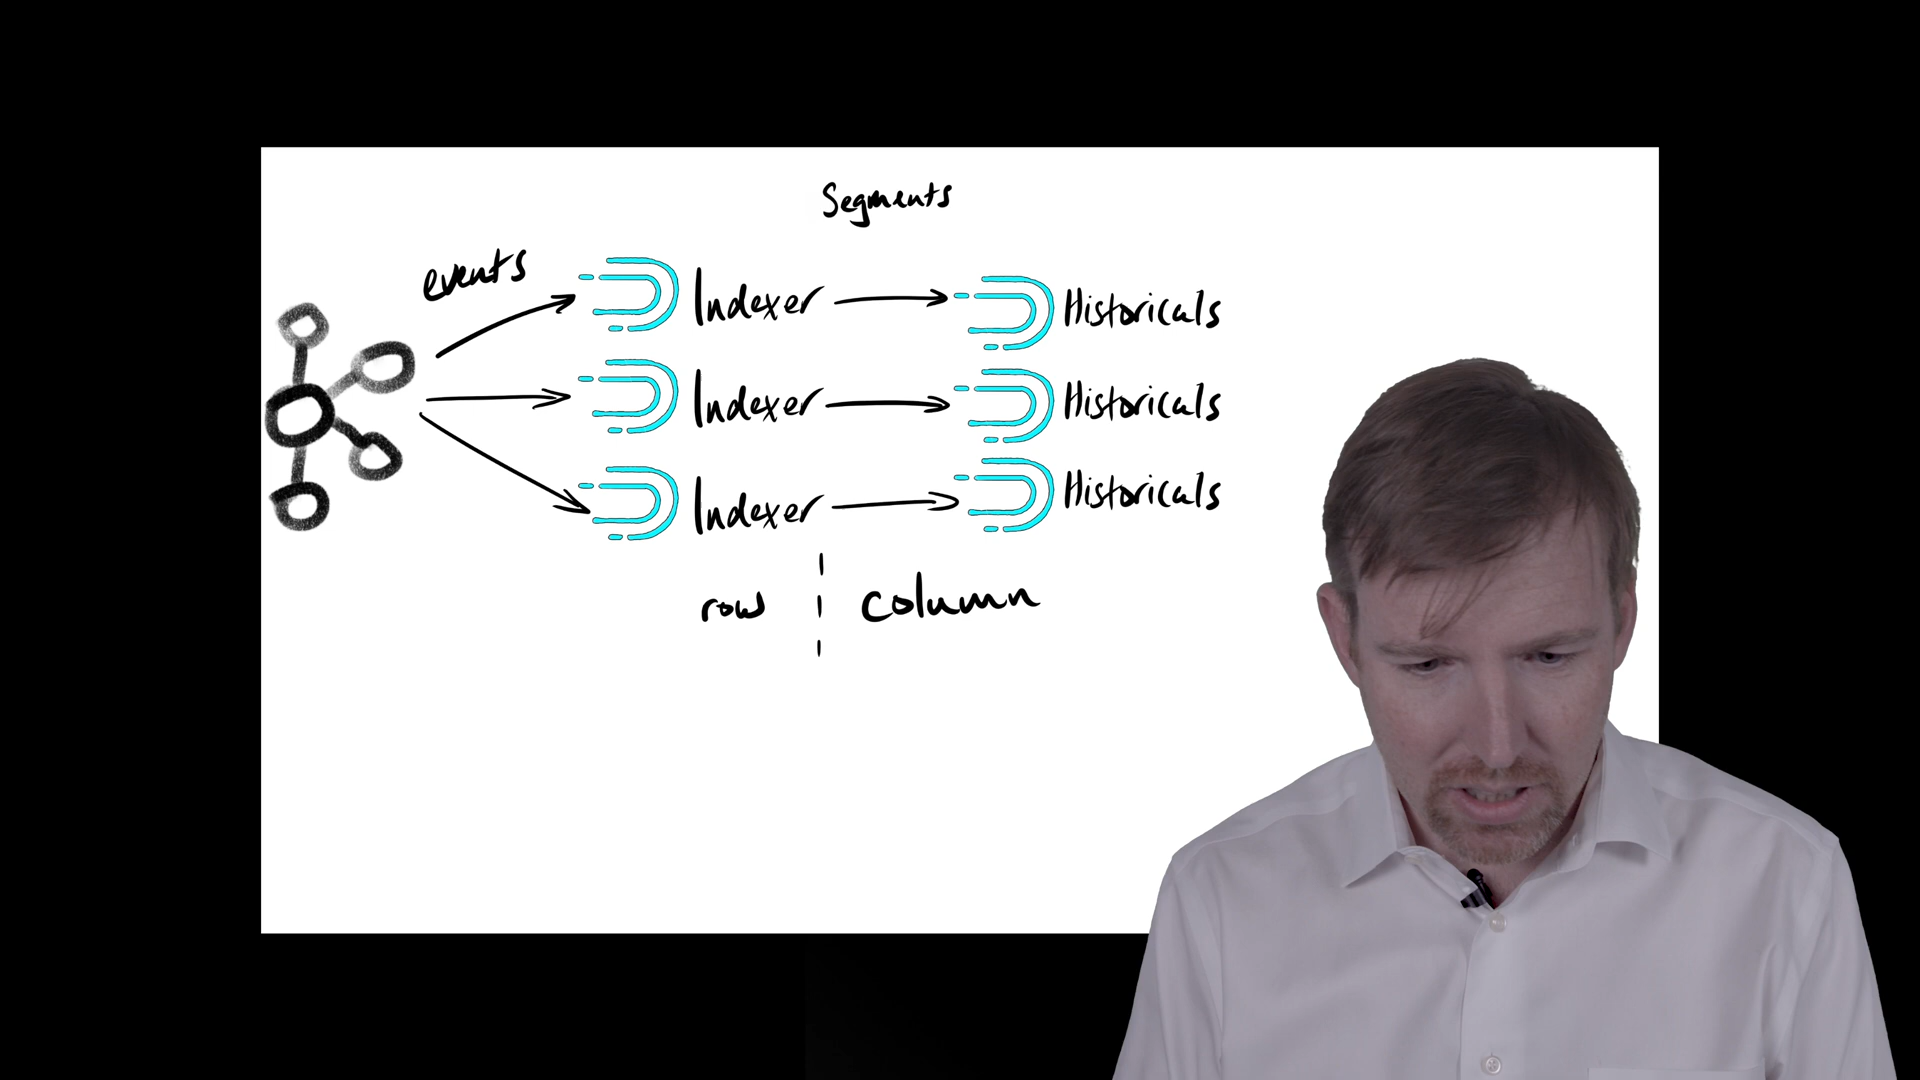 Segments
events
Indexer Historicals
Indexer Historicals
Indexer Historicals
row column